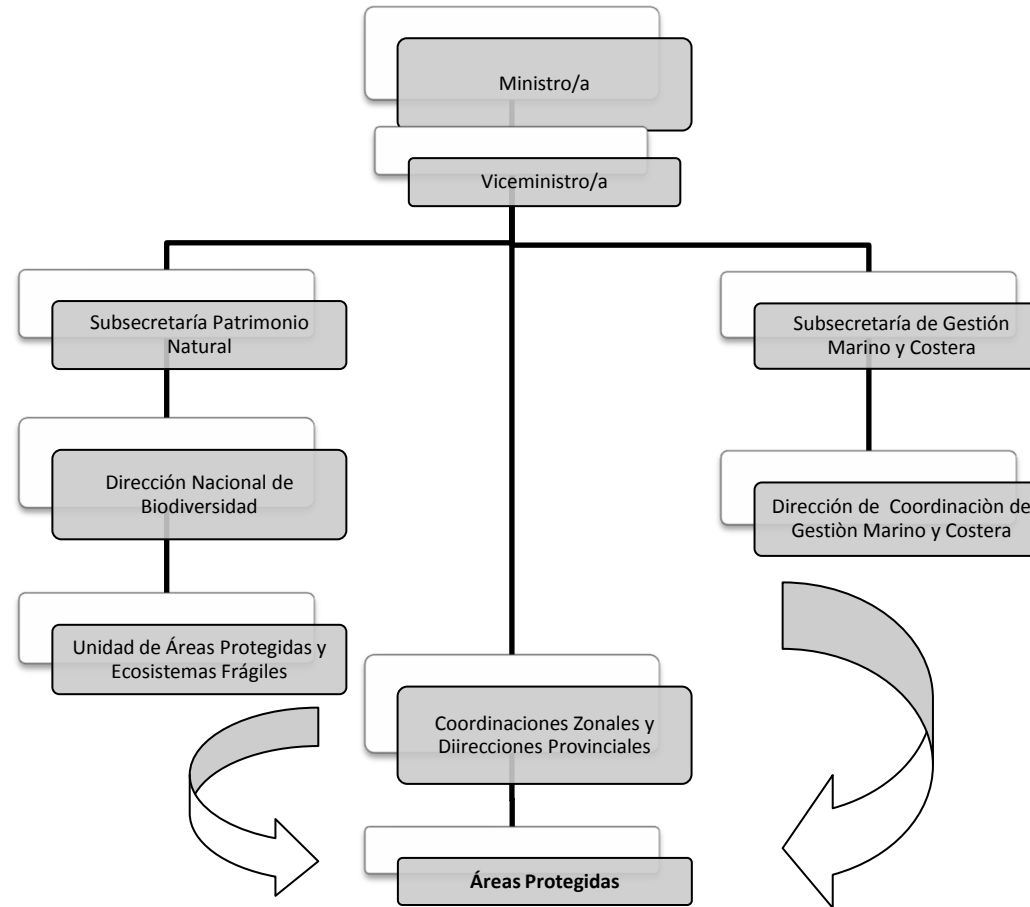 Ministro/a
Viceministro/a
Subsecretaría Patrimonio
Natural
Subsecretaría de Gestión
Marino y Costera
Dirección Nacional de
Biodiversidad
Dirección de  Coordinaciòn de
Gestiòn Marino y Costera
Unidad de Áreas Protegidas y
Ecosistemas Frágiles
Coordinaciones Zonales y
Diirecciones Provinciales
Áreas Protegidas